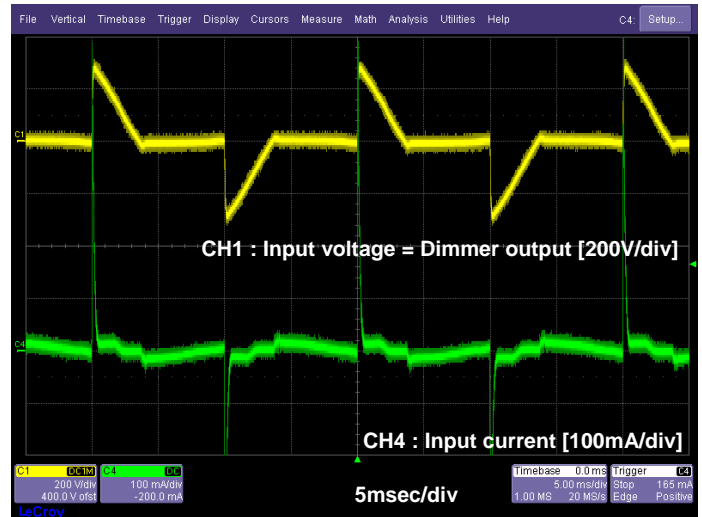 File Vertical Timebase Trigger Display Cursors Measure Math Analysis Utilities Help C4: Setup...
C1
CH1 : Input voltage = Dimmer output [200V/div]
C4
CH4 : Input current [100mA/div]
5msec/div
C1 DC1M
200 V/div
400.0 V ofst
C4 DC
100 mA/div
-200.0 mA
Timebase 0.0 ms
5.00 ms/div
1.00 MS 20 MS/s
Trigger C4
Stop 165 mA
Edge Positive
LeCroy